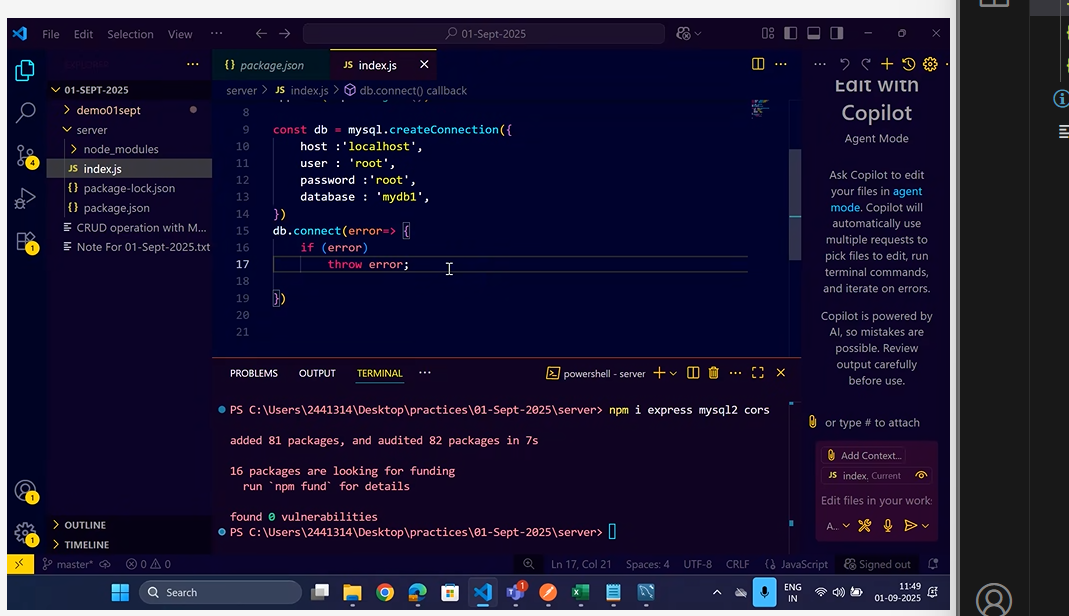 File Edit Selection View ··· 01-Sept-2025
{} package.json JS index.js
server > JS index.js > db.connect() callback
01-SEPT-2025
demo01sept
server
node_modules
JS index.js
{} package-lock.json
{} package.json
CRUD operation with M...
Note For 01-Sept-2025.txt
OUTLINE
TIMELINE
8
9 const db = mysql.createConnection({
10 host :'localhost',
11 user : 'root',
12 password :'root',
13 database : 'mydb1',
14 })
15 db.connect(error=> {
16 if (error)
17 throw error;
18
19 })
20
21
PROBLEMS OUTPUT TERMINAL ···
powershell - server
PS C:\Users\2441314\Desktop\practices\01-Sept-2025\server> npm i express mysql2 cors
added 81 packages, and audited 82 packages in 7s
16 packages are looking for funding
run `npm fund` for details
found 0 vulnerabilities
PS C:\Users\2441314\Desktop\practices\01-Sept-2025\server>
Edit with
Copilot
Agent Mode
Ask Copilot to edit
your files in agent
mode. Copilot will
automatically use
multiple requests to
pick files to edit, run
terminal commands,
and iterate on errors.
Copilot is powered by
AI, so mistakes are
possible. Review
output carefully
before use.
or type # to attach
Add Context...
JS index, Current
Edit files in your work
A...
4
1
1
1
master* 0 0 Ln 17, Col 21 Spaces: 4 UTF-8 CRLF {} JavaScript Signed out
Search 1 ENG 11:49
IN 01-09-2025